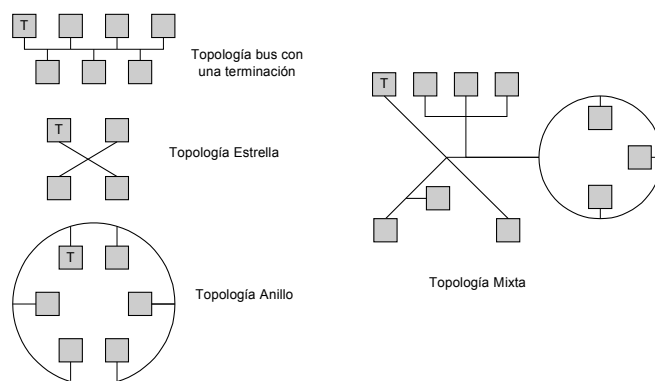 T
Topología bus con
una terminación
T
Topología Estrella
T
Topología Anillo
T
Topología Mixta